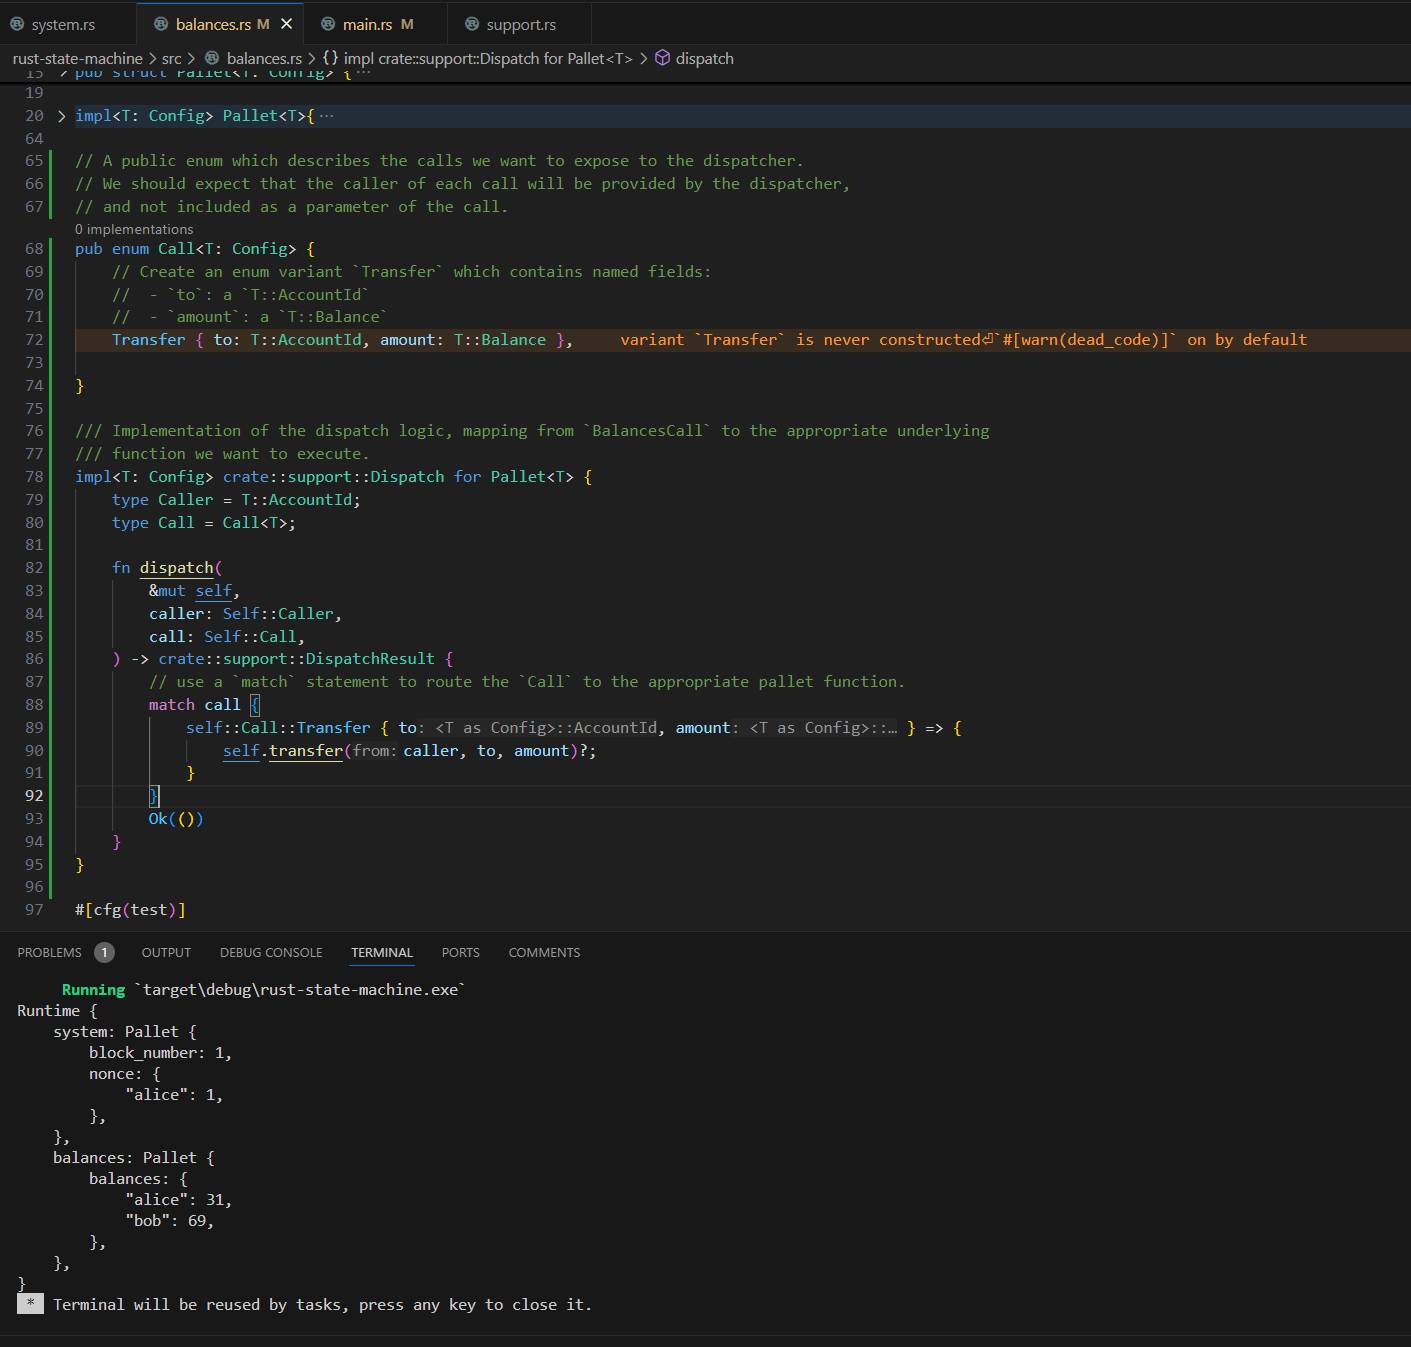 system.rs balances.rs M main.rs M support.rs
rust-state-machine > src > balances.rs > {} impl crate::support::Dispatch for Pallet<T> > dispatch
15 > pub struct Pallet<T: Config> { ···
19
20 > impl<T: Config> Pallet<T>{ ···
64
65 // A public enum which describes the calls we want to expose to the dispatcher.
66 // We should expect that the caller of each call will be provided by the dispatcher,
67 // and not included as a parameter of the call.
0 implementations
68 pub enum Call<T: Config> {
69     // Create an enum variant `Transfer` which contains named fields:
70     //  - `to`: a `T::AccountId`
71     //  - `amount`: a `T::Balance`
72     Transfer { to: T::AccountId, amount: T::Balance },     variant `Transfer` is never constructed⏎`#[warn(dead_code)]` on by default
73
74 }
75
76 /// Implementation of the dispatch logic, mapping from `BalancesCall` to the appropriate underlying
77 /// function we want to execute.
78 impl<T: Config> crate::support::Dispatch for Pallet<T> {
79     type Caller = T::AccountId;
80     type Call = Call<T>;
81
82     fn dispatch(
83         &mut self,
84         caller: Self::Caller,
85         call: Self::Call,
86     ) -> crate::support::DispatchResult {
87         // use a `match` statement to route the `Call` to the appropriate pallet function.
88         match call {
89             self::Call::Transfer { to: <T as Config>::AccountId, amount: <T as Config>::… } => {
90                 self.transfer(from: caller, to, amount)?;
91             }
92         }
93         Ok(())
94     }
95 }
96
97 #[cfg(test)]
PROBLEMS 1 OUTPUT DEBUG CONSOLE TERMINAL PORTS COMMENTS
     Running `target\debug\rust-state-machine.exe`
Runtime {
    system: Pallet {
        block_number: 1,
        nonce: {
            "alice": 1,
        },
    },
    balances: Pallet {
        balances: {
            "alice": 31,
            "bob": 69,
        },
    },
}
* Terminal will be reused by tasks, press any key to close it.